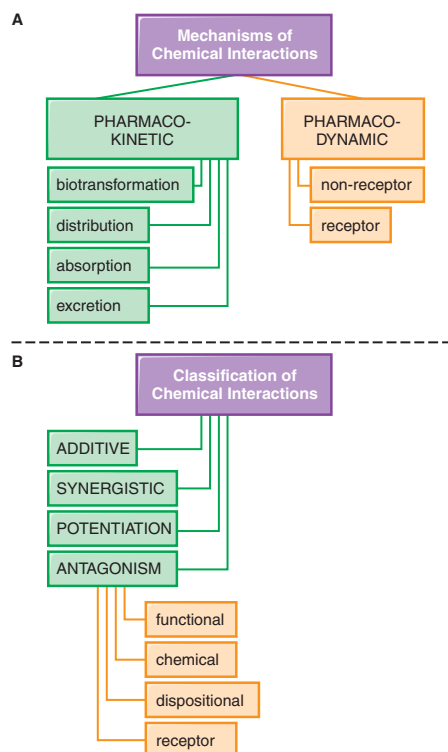 A
Mechanisms of
Chemical Interactions
PHARMACO-
KINETIC
PHARMACO-
DYNAMIC
biotransformation
non-receptor
distribution
receptor
absorption
excretion
B
Classification of
Chemical Interactions
ADDITIVE
SYNERGISTIC
POTENTIATION
ANTAGONISM
functional
chemical
dispositional
receptor